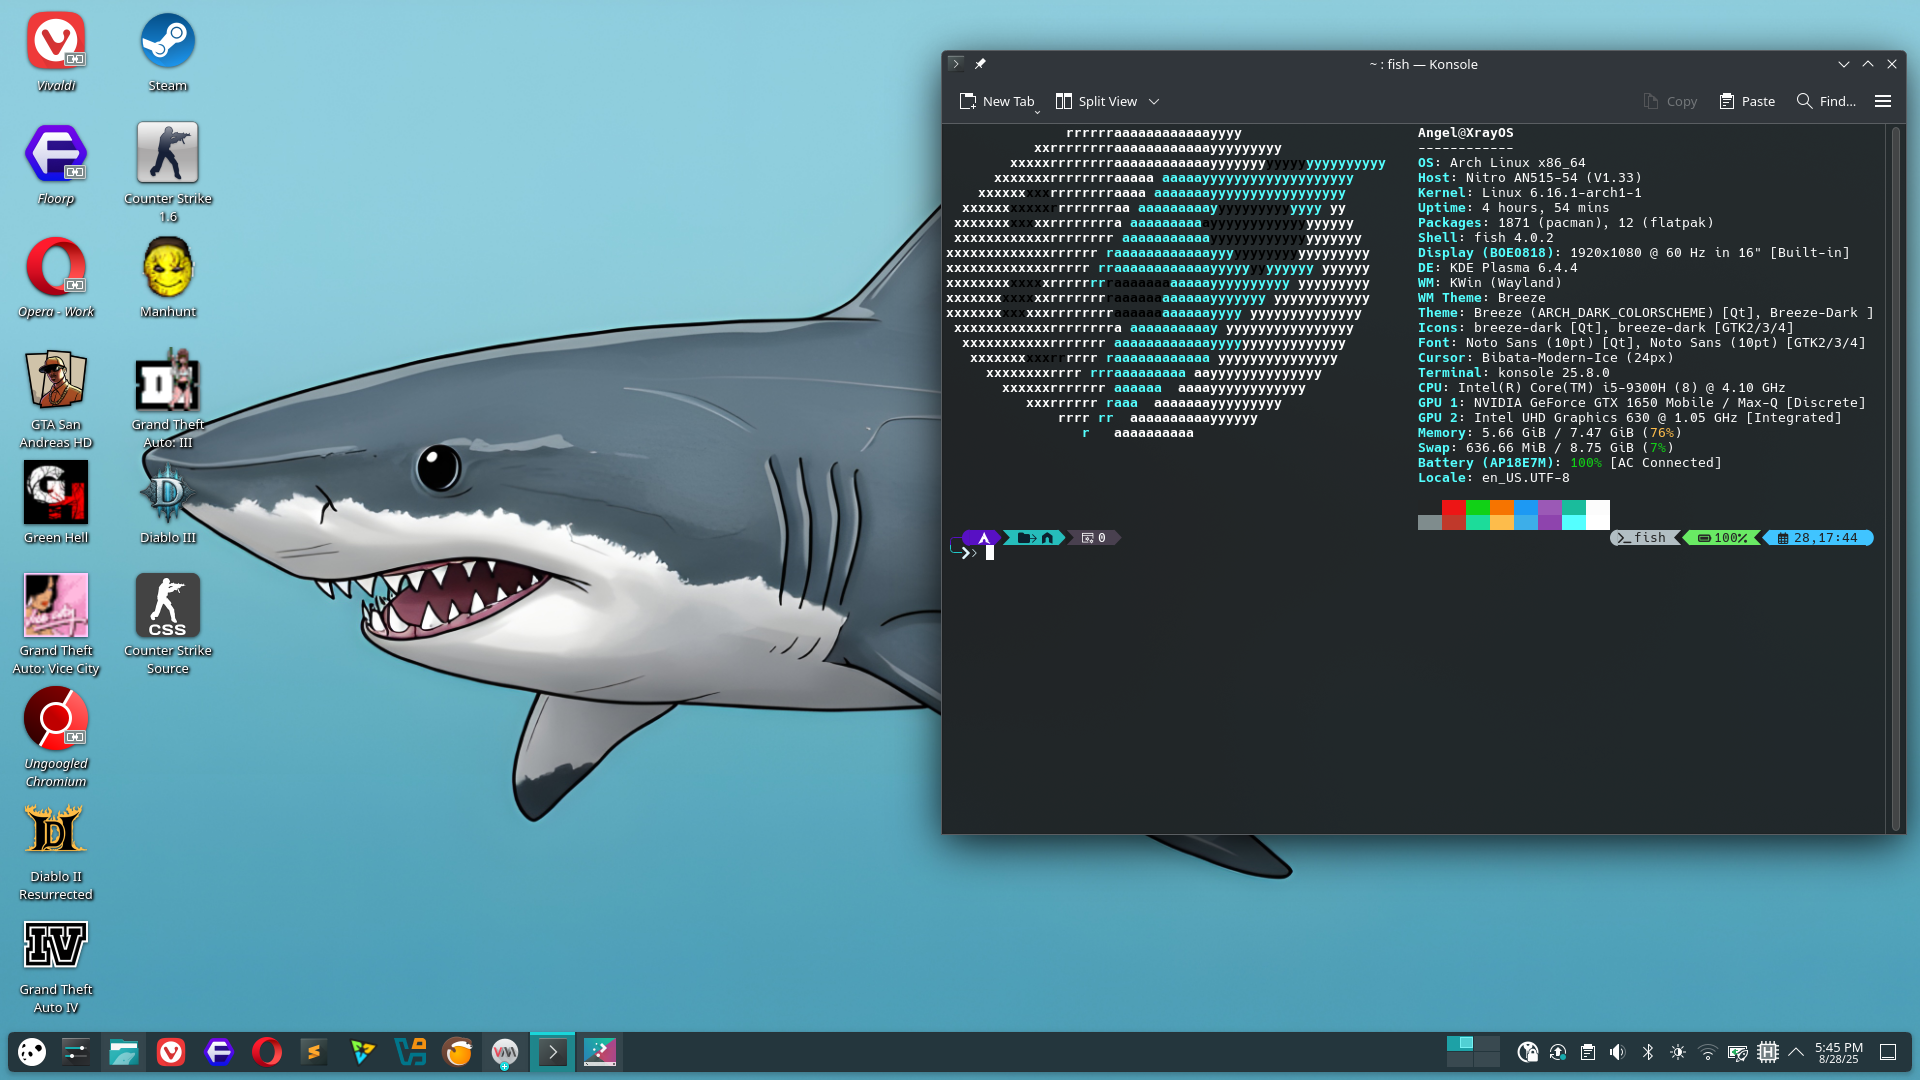 Vivaldi
Steam
Floorp
Counter Strike
1.6
Opera - Work
Manhunt
GTA San
Andreas HD
Grand Theft
Auto: III
Green Hell
Diablo III
Grand Theft
Auto: Vice City
CSS
Counter Strike
Source
Ungoogled
Chromium
Diablo II
Resurrected
IV
Grand Theft
Auto IV
~ : fish — Konsole
New Tab
Split View
Copy
Paste
Find...
Angel@XrayOS
------------
OS: Arch Linux x86_64
Host: Nitro AN515-54 (V1.33)
Kernel: Linux 6.16.1-arch1-1
Uptime: 4 hours, 54 mins
Packages: 1871 (pacman), 12 (flatpak)
Shell: fish 4.0.2
Display (BOE0818): 1920x1080 @ 60 Hz in 16" [Built-in]
DE: KDE Plasma 6.4.4
WM: KWin (Wayland)
WM Theme: Breeze
Theme: Breeze (ARCH_DARK_COLORSCHEME) [Qt], Breeze-Dark ]
Icons: breeze-dark [Qt], breeze-dark [GTK2/3/4]
Font: Noto Sans (10pt) [Qt], Noto Sans (10pt) [GTK2/3/4]
Cursor: Bibata-Modern-Ice (24px)
Terminal: konsole 25.8.0
CPU: Intel(R) Core(TM) i5-9300H (8) @ 4.10 GHz
GPU 1: NVIDIA GeForce GTX 1650 Mobile / Max-Q [Discrete]
GPU 2: Intel UHD Graphics 630 @ 1.05 GHz [Integrated]
Memory: 5.66 GiB / 7.47 GiB (76%)
Swap: 636.66 MiB / 8.75 GiB (7%)
Battery (AP18E7M): 100% [AC Connected]
Locale: en_US.UTF-8
0
fish
100%
28,17:44
5:45 PM
8/28/25